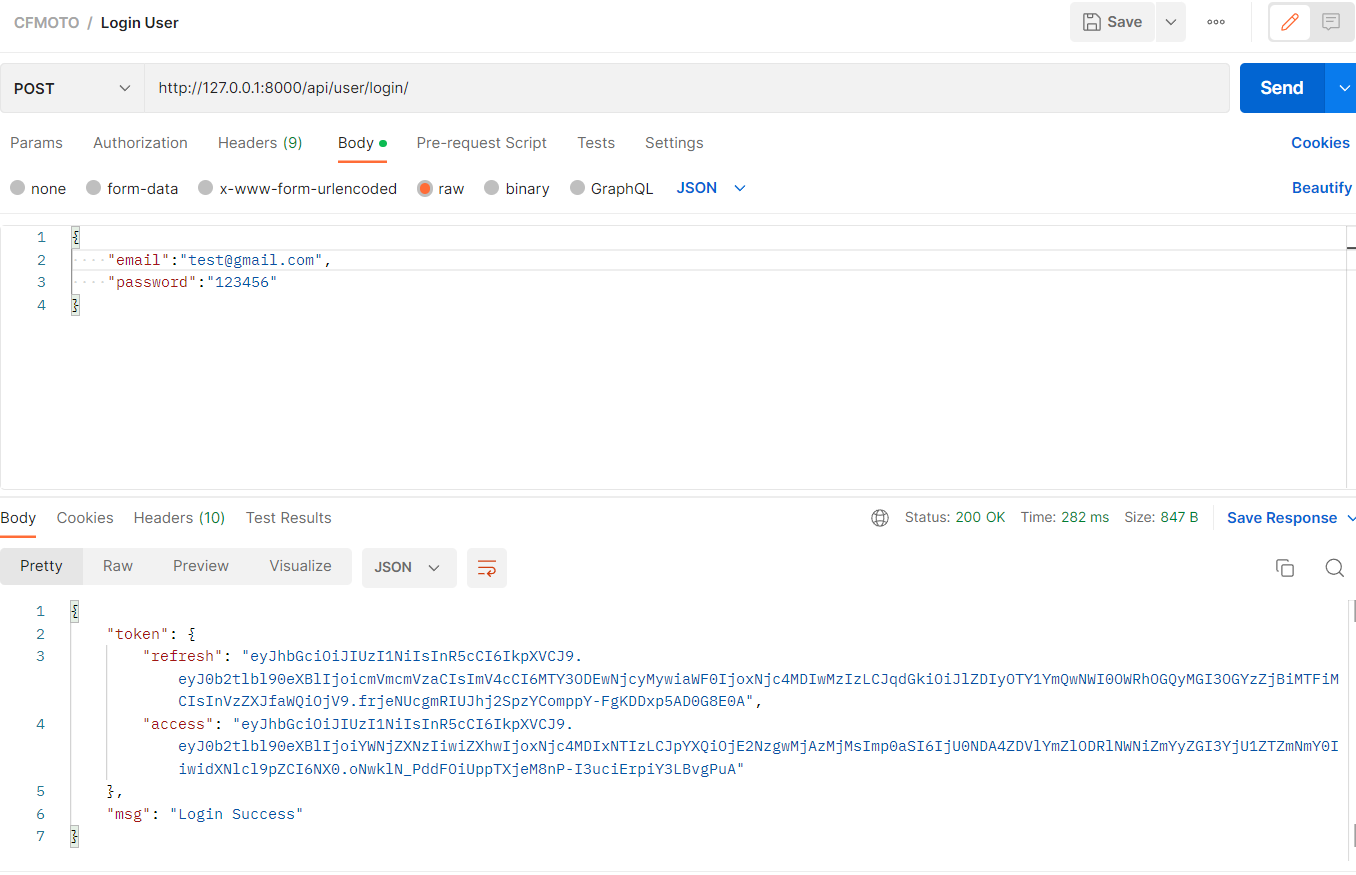 CFMOTO / Login User
Save
POST
http://127.0.0.1:8000/api/user/login/
Send
Params Authorization Headers (9) Body Pre-request Script Tests Settings Cookies
none form-data x-www-form-urlencoded raw binary GraphQL JSON Beautify
1 {
2 ····"email":"test@gmail.com",
3 ····"password":"123456"
4 }
Body Cookies Headers (10) Test Results Status: 200 OK Time: 282 ms Size: 847 B Save Response
Pretty Raw Preview Visualize JSON
1 {
2 "token": {
3 "refresh": "eyJhbGciOiJIUzI1NiIsInR5cCI6IkpXVCJ9.
eyJ0b2tlbl90eXBlIjoicmVmcmVzaCIsImV4cCI6MTY3ODEwNjcyMywiaWF0IjoxNjc4MDIwMzIzLCJqdGkiOiJlZDIyOTY1YmQwNWI0OWRhOGQyMGI3OGYzZjBiMTFiM
CIsInVzZXJfaWQiOjV9.frjeNUcgmRIUJhj2SpzYComppY-FgKDDxp5AD0G8E0A",
4 "access": "eyJhbGciOiJIUzI1NiIsInR5cCI6IkpXVCJ9.
eyJ0b2tlbl90eXBlIjoiYWNjZXNzIiwiZXhwIjoxNjc4MDIxNTIzLCJpYXQiOjE2NzgwMjAzMjMsImp0aSI6IjU0NDA4ZDVlYmZlODRlNWNiZmYyZGI3YjU1ZTZmNmY0I
iwidXNlcl9pZCI6NX0.oNwklN_PddFOiUppTXjeM8nP-I3uciErpiY3LBvgPuA"
5 },
6 "msg": "Login Success"
7 }